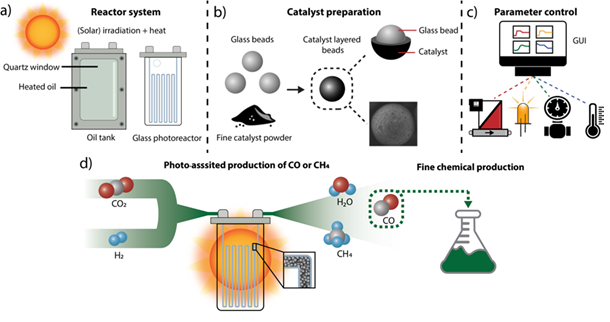 a)
Reactor system
(Solar) irradiation + heat
Quartz window
Heated oil
Oil tank
Glass photoreactor
b)
Catalyst preparation
Glass beads
Catalyst layered
beads
Glass bead
Catalyst
Fine catalyst powder
c)
Parameter control
GUI
d)
Photo-asssited production of CO or CH₄
Fine chemical production
CO₂
H₂
H₂O
CH₄
CO